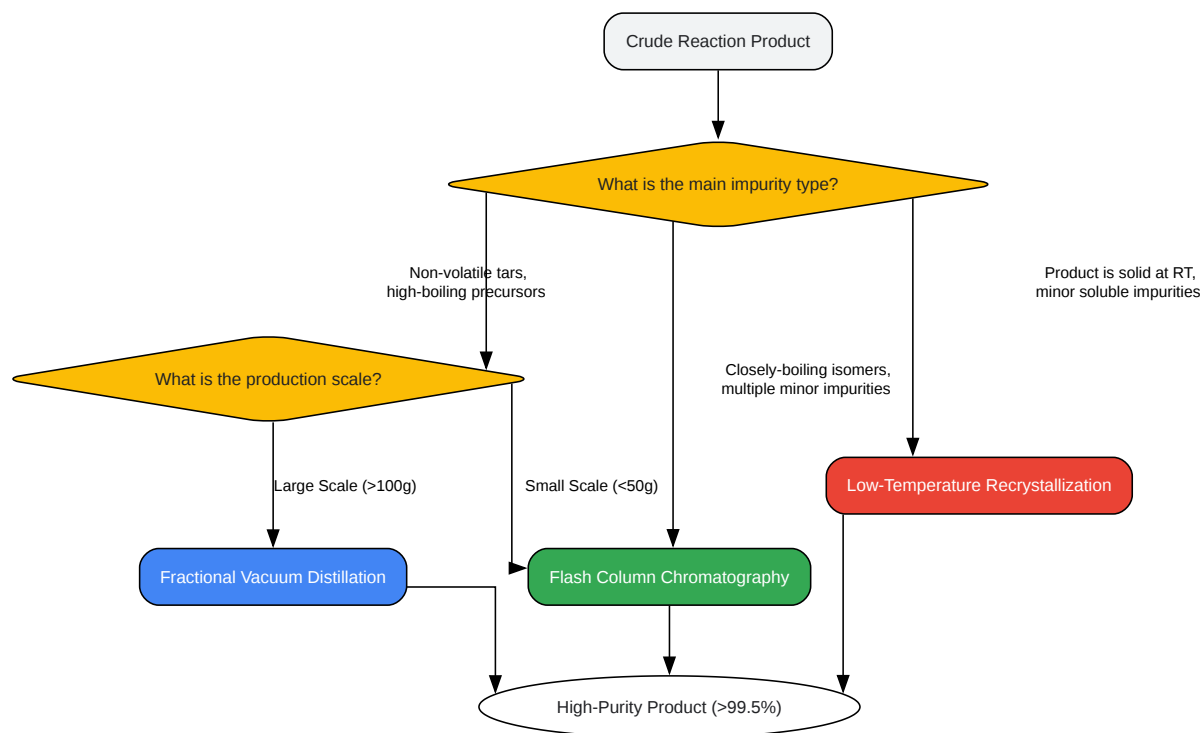 Crude Reaction Product
What is the main impurity type?
Non-volatile tars,
high-boiling precursors
Product is solid at RT,
minor soluble impurities
What is the production scale?
Closely-boiling isomers,
multiple minor impurities
Large Scale (>100g)
Small Scale (<50g)
Low-Temperature Recrystallization
Fractional Vacuum Distillation
Flash Column Chromatography
High-Purity Product (>99.5%)